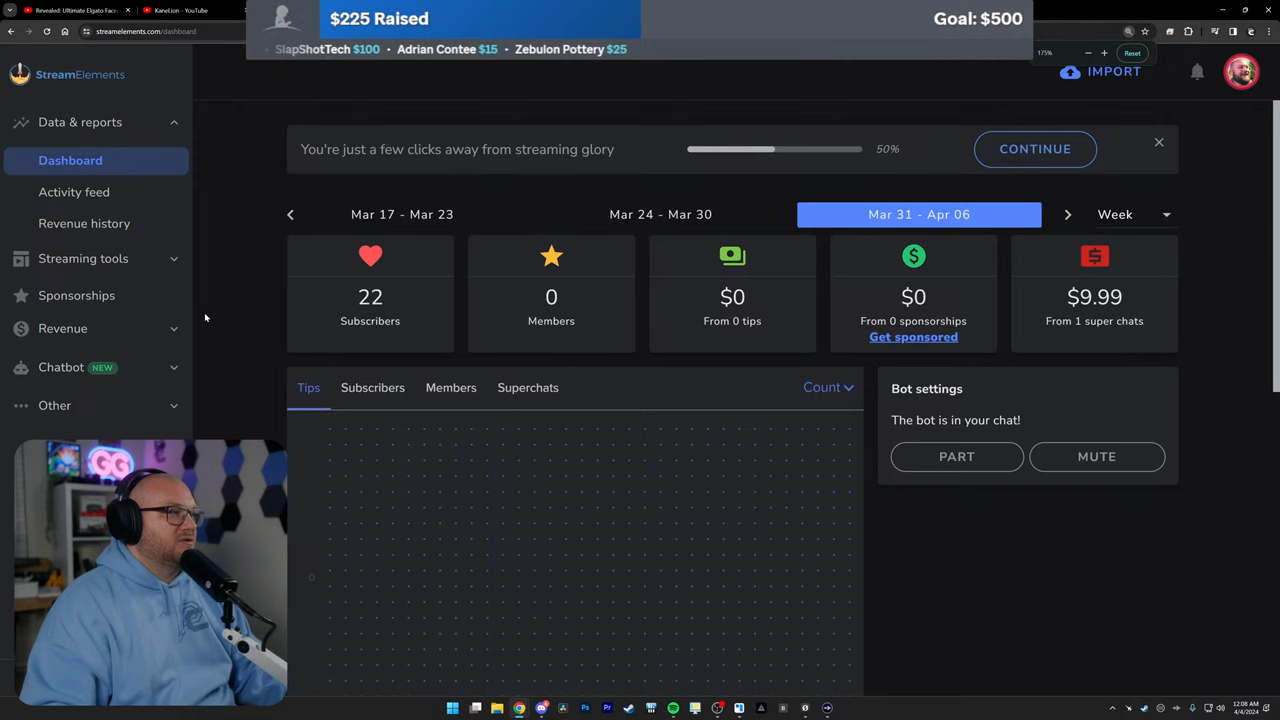 Revealed: Ultimate Elgato Face
KaneLion - YouTube
$225 Raised
Goal: $500
SlapShotTech $100 • Adrian Contee $15 • Zebulon Pottery $25
streamelements.com/dashboard
175%
Reset
StreamElements
IMPORT
Data & reports
Dashboard
Activity feed
Revenue history
Streaming tools
Sponsorships
Revenue
Chatbot NEW
Other
You're just a few clicks away from streaming glory
50%
CONTINUE
Mar 17 - Mar 23
Mar 24 - Mar 30
Mar 31 - Apr 06
Week
22
Subscribers
0
Members
$0
From 0 tips
$0
From 0 sponsorships
Get sponsored
$9.99
From 1 super chats
Tips
Subscribers
Members
Superchats
Count
0
Bot settings
The bot is in your chat!
PART
MUTE
GG
12:08 AM
4/4/2024